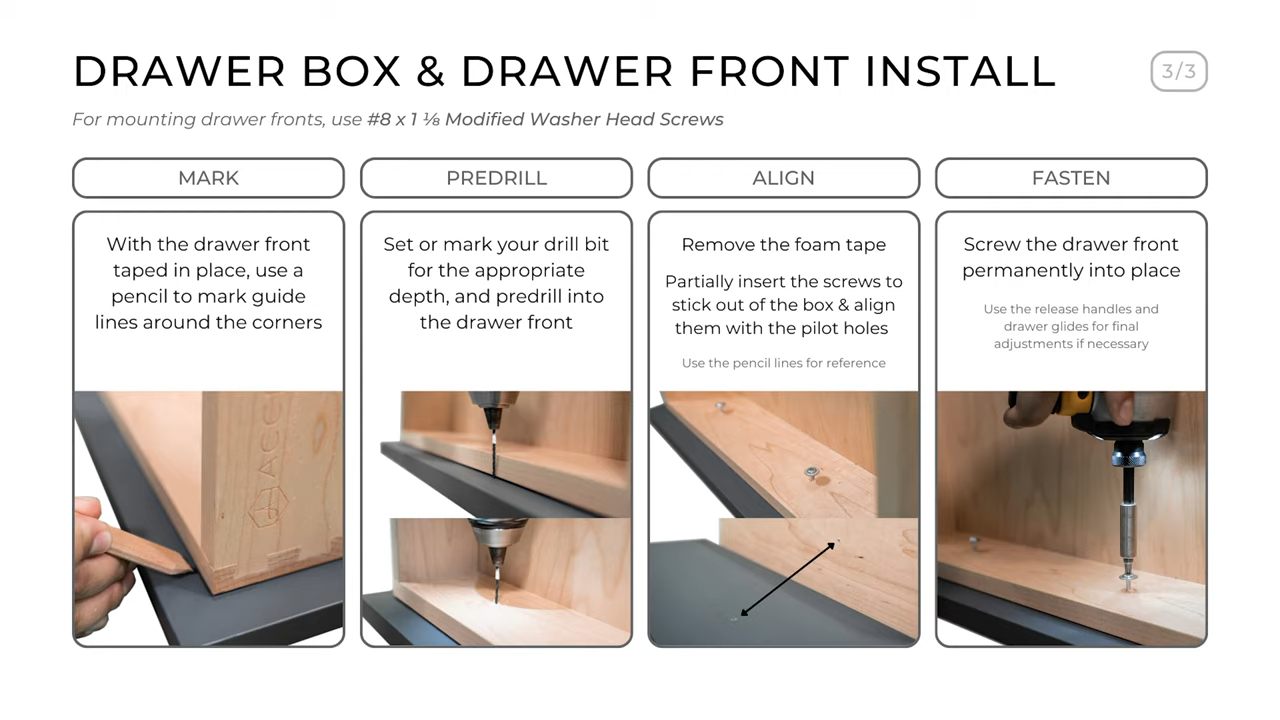 DRAWER BOX & DRAWER FRONT INSTALL
3/3
For mounting drawer fronts, use #8 x 1 ⅛ Modified Washer Head Screws
MARK
With the drawer front
taped in place, use a
pencil to mark guide
lines around the corners
PREDRILL
Set or mark your drill bit
for the appropriate
depth, and predrill into
the drawer front
ALIGN
Remove the foam tape
Partially insert the screws to
stick out of the box & align
them with the pilot holes
Use the pencil lines for reference
FASTEN
Screw the drawer front
permanently into place
Use the release handles and
drawer glides for final
adjustments if necessary